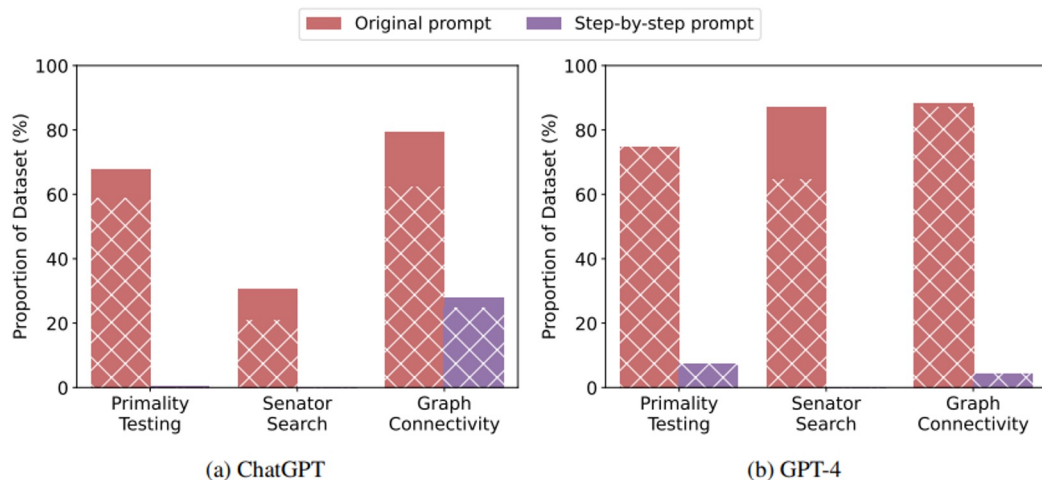 Original prompt
Step-by-step prompt
Proportion of Dataset (%)
100
80
60
40
20
0
Primality
Testing
Senator
Search
Graph
Connectivity
(a) ChatGPT
Proportion of Dataset (%)
100
80
60
40
20
0
Primality
Testing
Senator
Search
Graph
Connectivity
(b) GPT-4